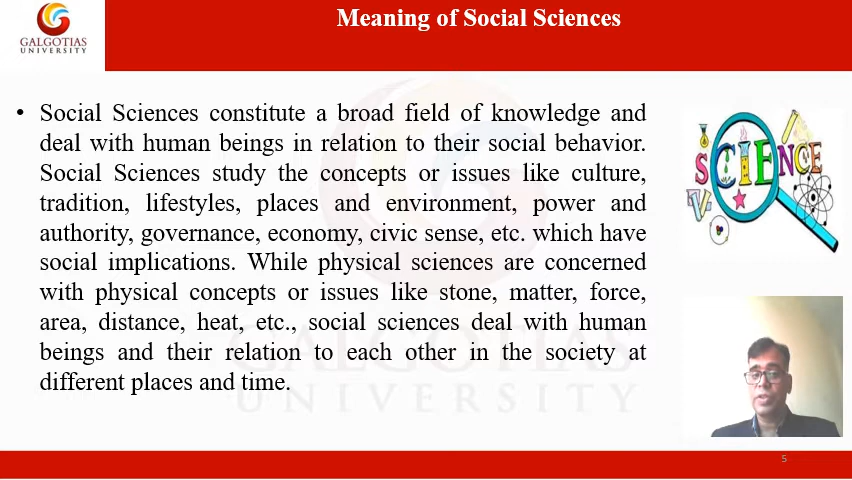 Meaning of Social Sciences
GALGOTIAS
UNIVERSITY
• Social Sciences constitute a broad field of knowledge and
deal with human beings in relation to their social behavior.
Social Sciences study the concepts or issues like culture,
tradition, lifestyles, places and environment, power and
authority, governance, economy, civic sense, etc. which have
social implications. While physical sciences are concerned
with physical concepts or issues like stone, matter, force,
area, distance, heat, etc., social sciences deal with human
beings and their relation to each other in the society at
different places and time.
SCIENCE
GALGOTIAS
UNIVERSITY
5